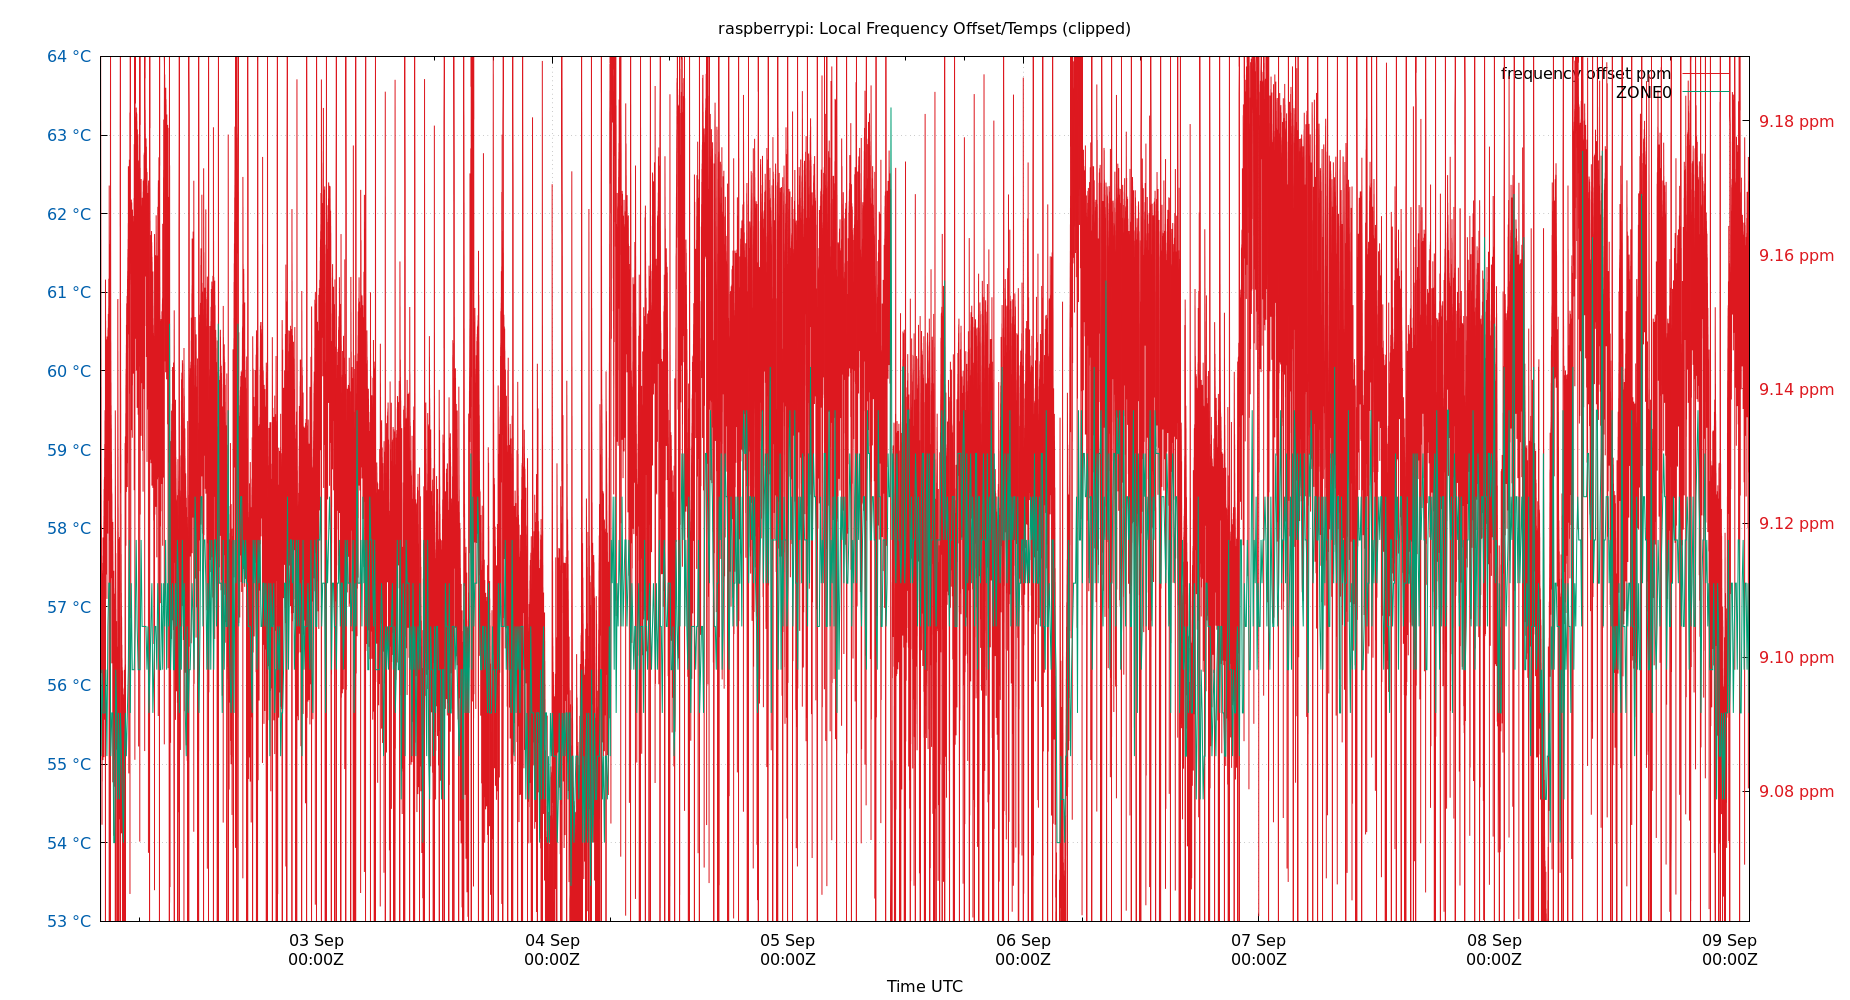 raspberrypi: Local Frequency Offset/Temps (clipped)
64 °C
63 °C
62 °C
61 °C
60 °C
59 °C
58 °C
57 °C
56 °C
55 °C
54 °C
53 °C
frequency offset ppm
ZONE0
9.18 ppm
9.16 ppm
9.14 ppm
9.12 ppm
9.10 ppm
9.08 ppm
03 Sep 04 Sep 05 Sep 06 Sep 07 Sep 08 Sep 09 Sep
00:00Z 00:00Z 00:00Z 00:00Z 00:00Z 00:00Z 00:00Z
Time UTC